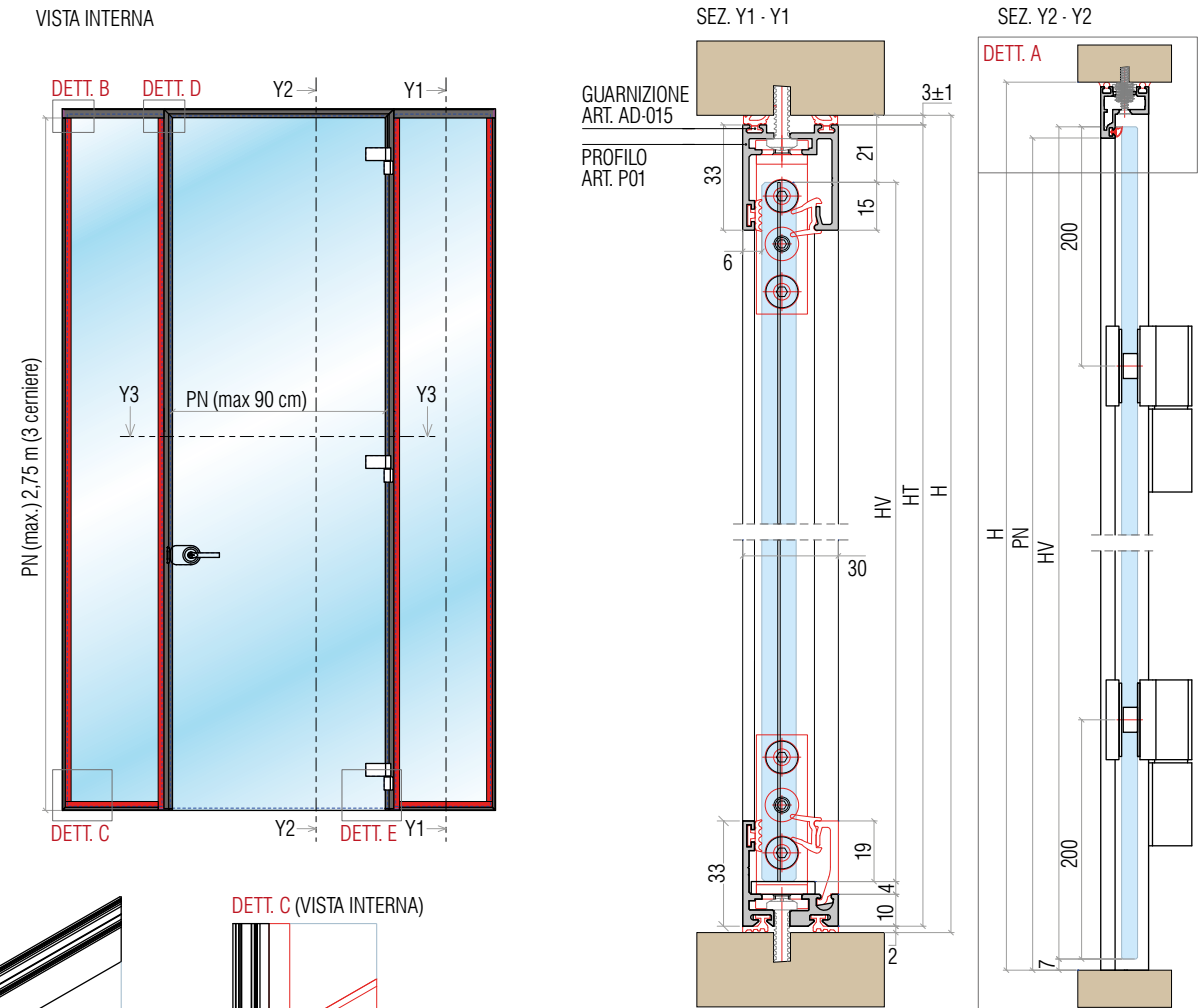 VISTA INTERNA
DETT. B
DETT. D
Y2
Y1
PN (max 90 cm)
Y3
Y3
PN (max.) 2,75 m (3 cerniere)
DETT. C
Y2
DETT. E
Y1
DETT. C (VISTA INTERNA)
SEZ. Y1 - Y1
GUARNIZIONE
ART. AD-015
PROFILO
ART. P01
3±1
21
33
15
6
HV
HT
H
30
33
19
4
10
2
SEZ. Y2 - Y2
DETT. A
200
H
PN
HV
200
7